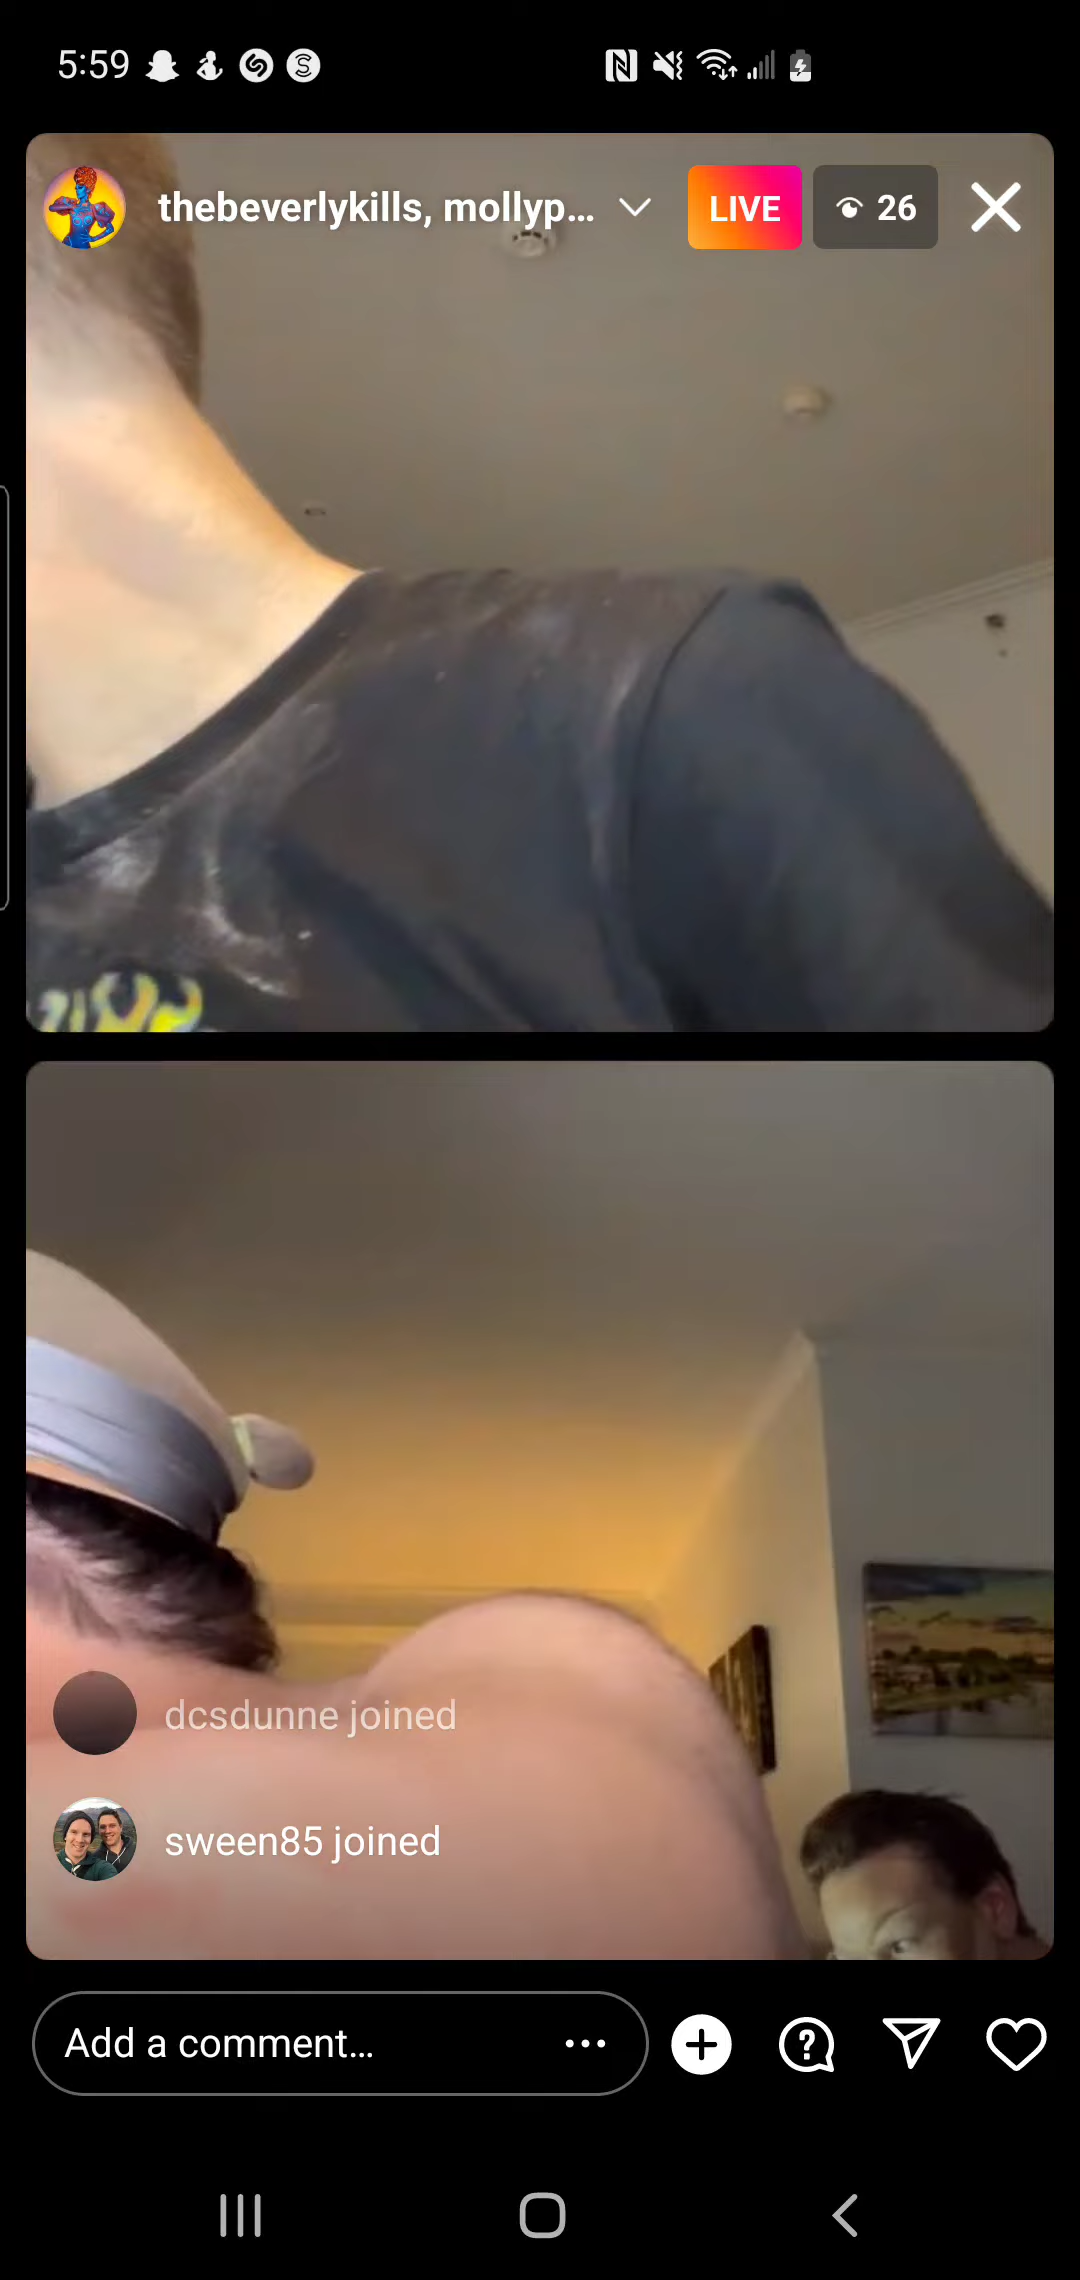 5:59
thebeverlykills, mollyp...
LIVE
26
dcsdunne joined
sween85 joined
Add a comment...